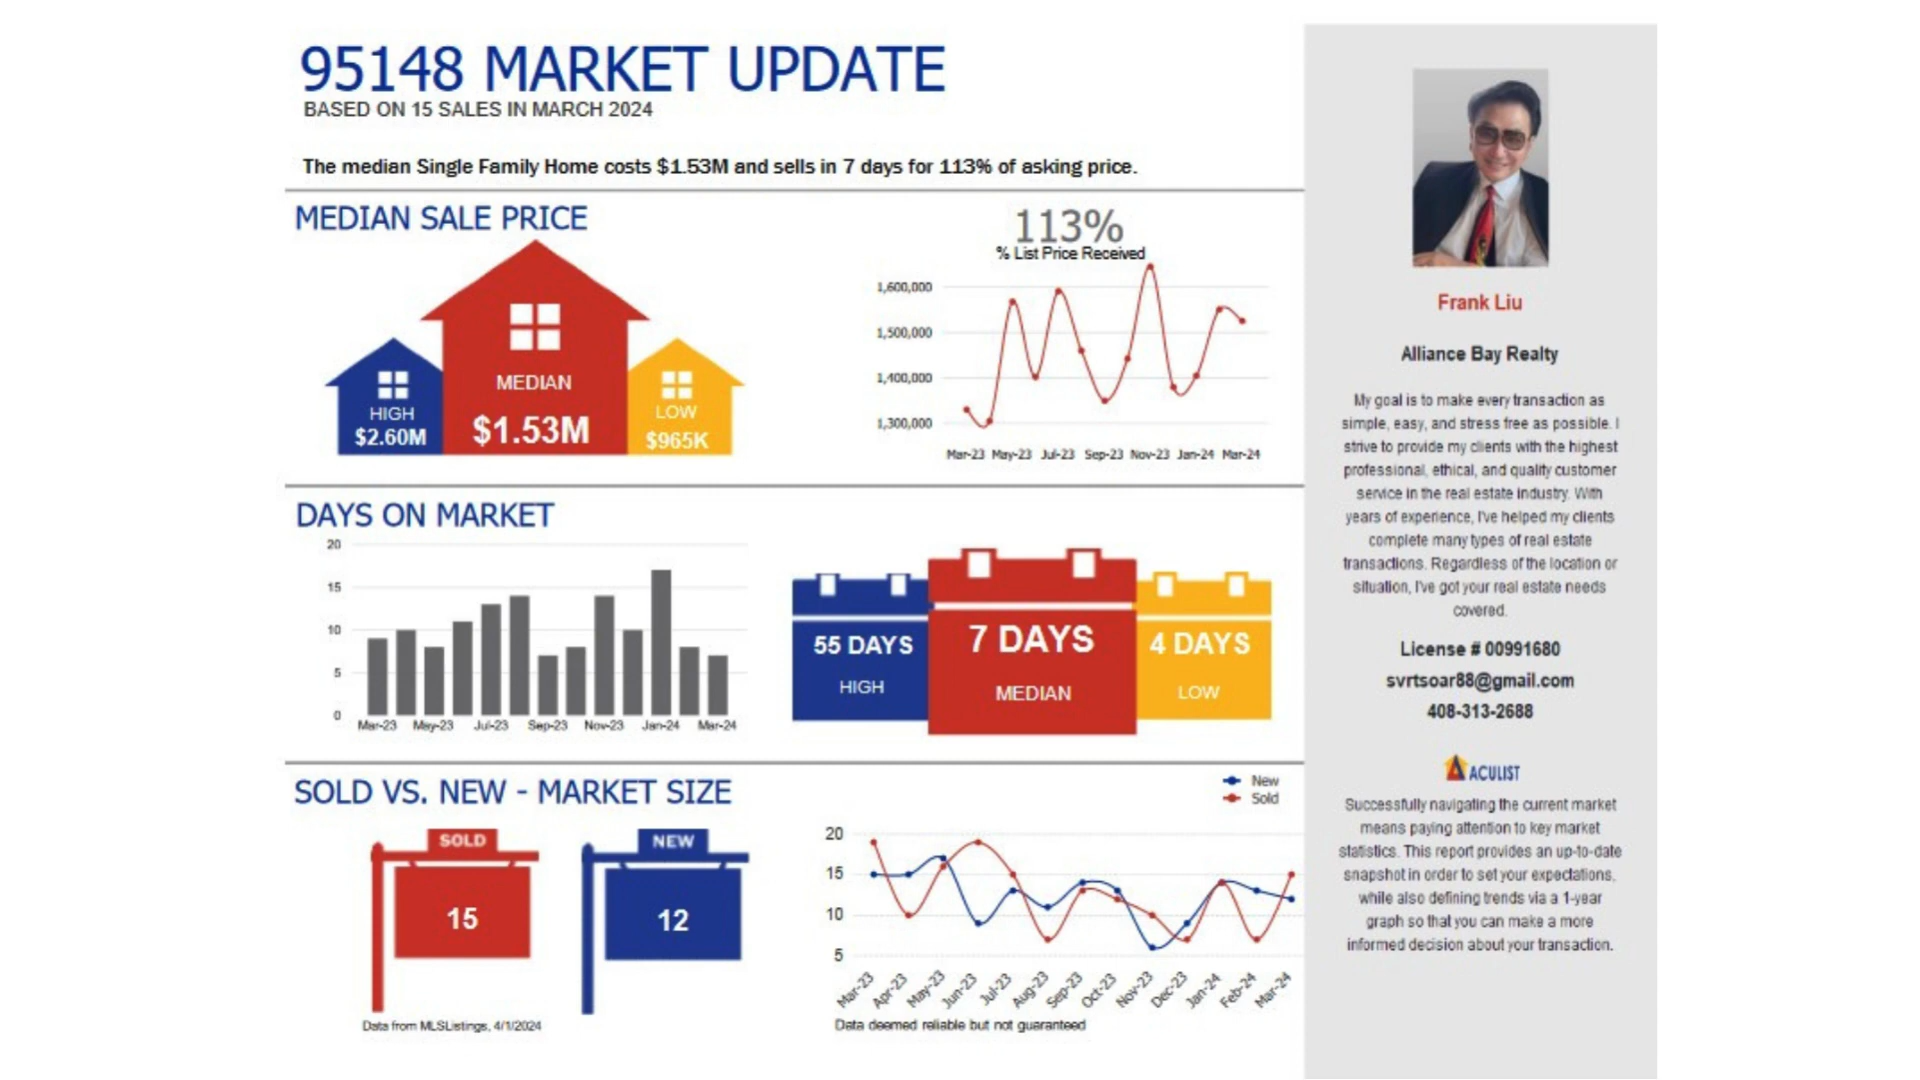 95148 MARKET UPDATE
BASED ON 15 SALES IN MARCH 2024
The median Single Family Home costs $1.53M and sells in 7 days for 113% of asking price.
MEDIAN SALE PRICE
HIGH
$2.60M
MEDIAN
$1.53M
LOW
$965K
113%
% List Price Received
1,600,000
1,500,000
1,400,000
1,300,000
Mar-23 May-23 Jul-23 Sep-23 Nov-23 Jan-24 Mar-24
DAYS ON MARKET
20
15
10
5
0
Mar-23 May-23 Jul-23 Sep-23 Nov-23 Jan-24 Mar-24
55 DAYS
HIGH
7 DAYS
MEDIAN
4 DAYS
LOW
SOLD VS. NEW - MARKET SIZE
SOLD
15
NEW
12
New
Sold
20
15
10
5
Mar-23 Apr-23 May-23 Jun-23 Jul-23 Aug-23 Sep-23 Oct-23 Nov-23 Dec-23 Jan-24 Feb-24 Mar-24
Data from MLSListings, 4/1/2024
Data deemed reliable but not guaranteed
Frank Liu
Alliance Bay Realty
My goal is to make every transaction as
simple, easy, and stress free as possible. I
strive to provide my clients with the highest
professional, ethical, and quality customer
service in the real estate industry. With
years of experience, I've helped my clients
complete many types of real estate
transactions. Regardless of the location or
situation, I've got your real estate needs
covered.
License # 00991680
svrtsoar88@gmail.com
408-313-2688
ACULIST
Successfully navigating the current market
means paying attention to key market
statistics. This report provides an up-to-date
snapshot in order to set your expectations,
while also defining trends via a 1-year
graph so that you can make a more
informed decision about your transaction.